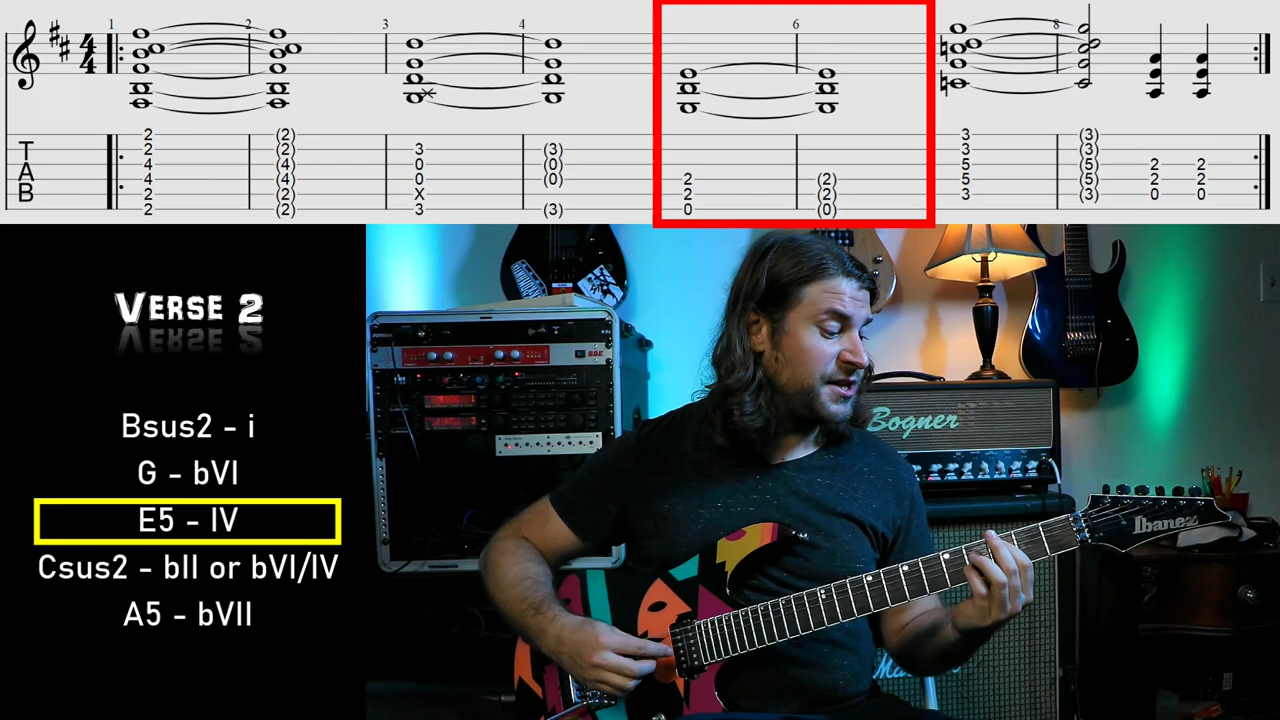 1 2 3 4 6 8
4
4
2 (2) 3 (3)
2 (2) 3 (3) 3 (3)
4 (2) 0 (0) 5 (5) 2 2
4 (4) 0 (0) 2 (2) 5 (5) 2 2
2 (2) X 2 (2) 3 (3) 0 0
2 (2) 3 (3) 0 (0)
T
A
B
VERSE 2
Bsus2 - i
G - bVI
E5 - IV
Csus2 - bII or bVI/IV
A5 - bVII
BBE
Bogner
Ibanez